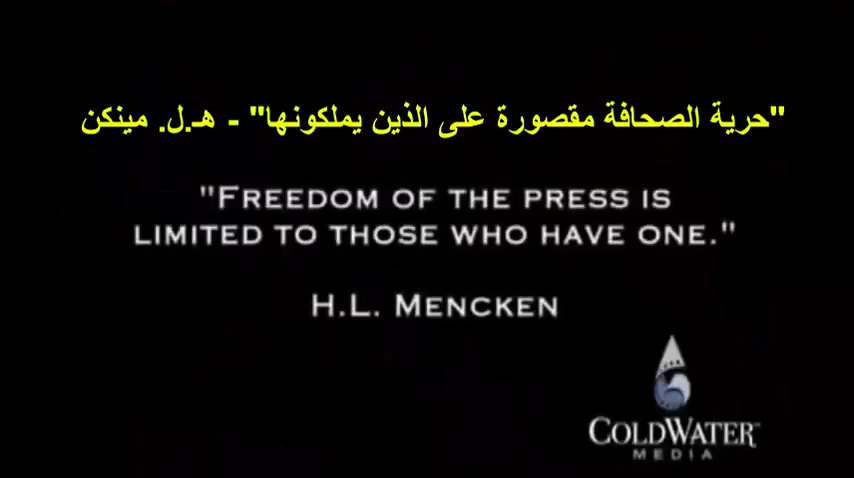 "حرية الصحافة مقصورة على الذين يملكونها" - هـ.ل. مينكن
"FREEDOM OF THE PRESS IS
LIMITED TO THOSE WHO HAVE ONE."
H.L. MENCKEN
COLDWATER™
MEDIA